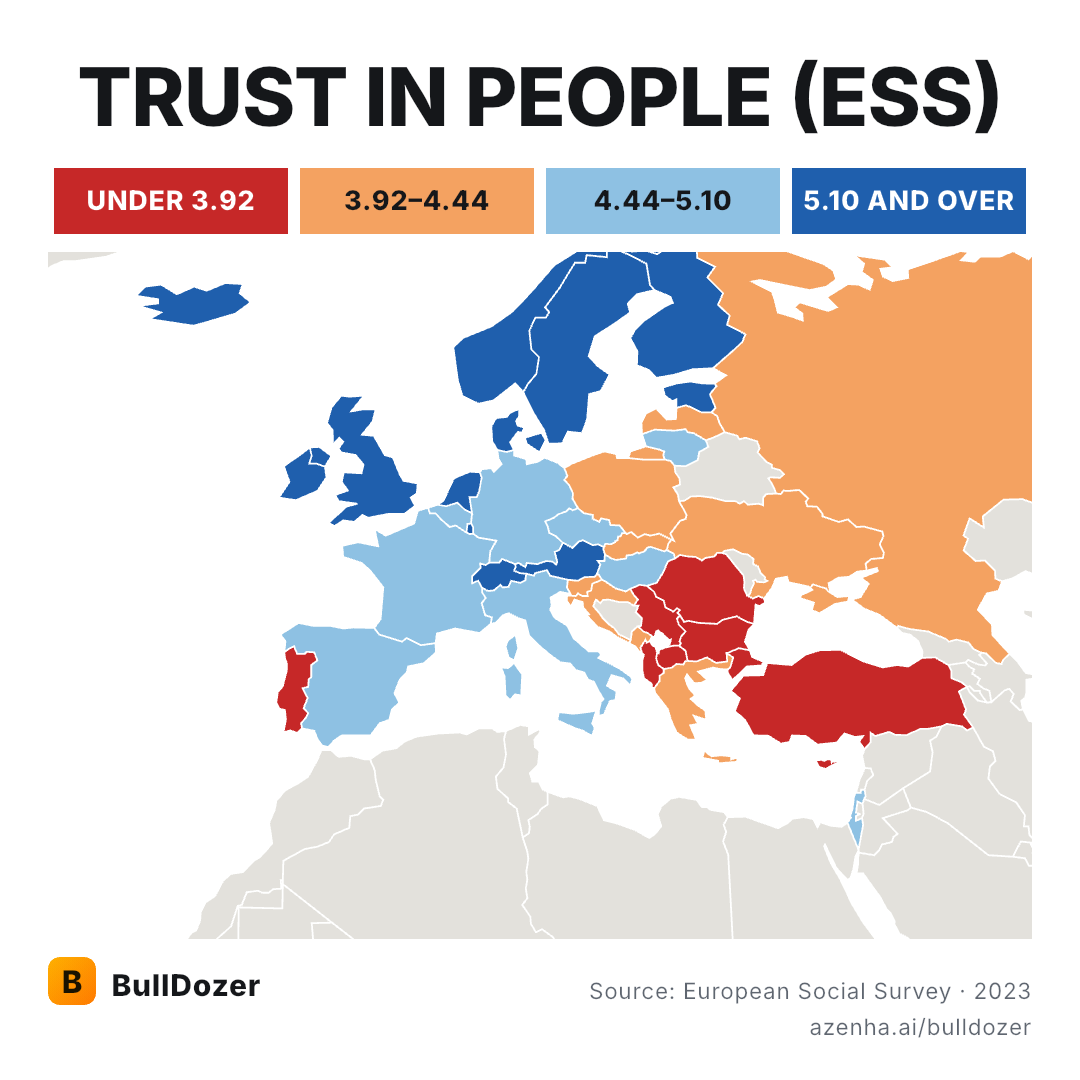 TRUST IN PEOPLE (ESS)
UNDER 3.92
3.92–4.44
4.44–5.10
5.10 AND OVER
B BullDozer
Source: European Social Survey · 2023
azenha.ai/bulldozer